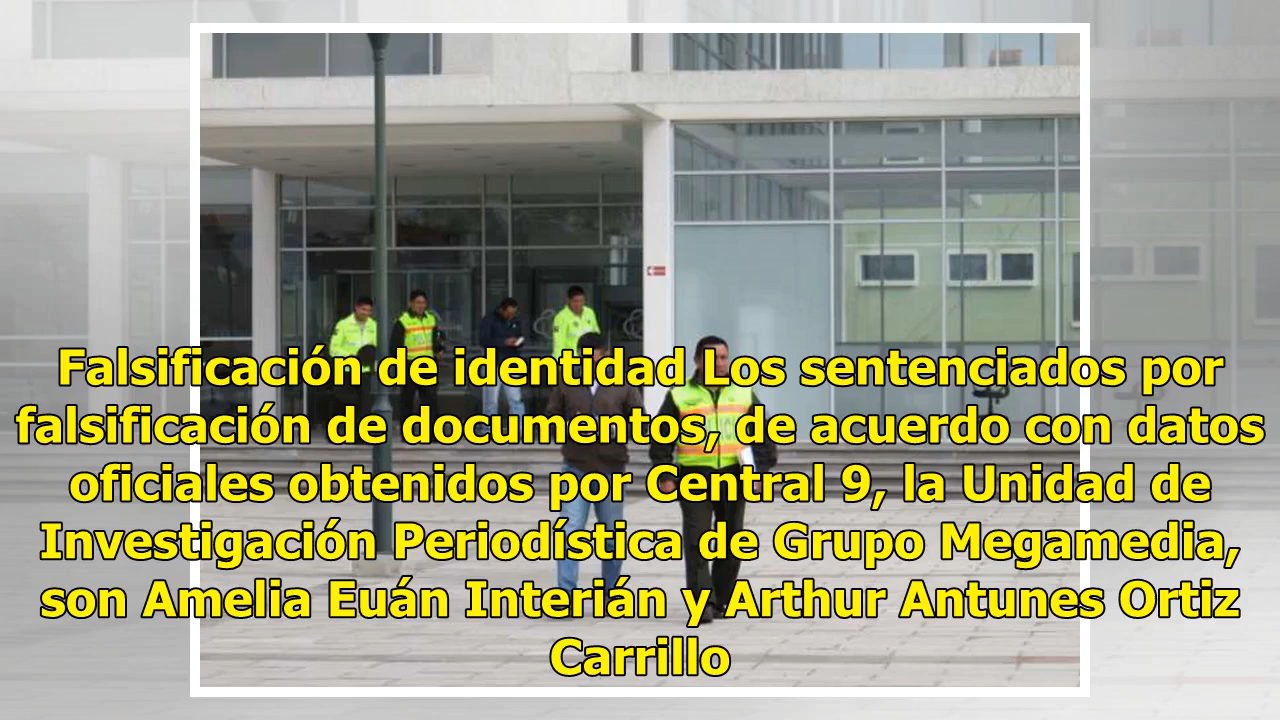 Falsificación de identidad Los sentenciados por
falsificación de documentos, de acuerdo con datos
oficiales obtenidos por Central 9, la Unidad de
Investigación Periodística de Grupo Megamedia,
son Amelia Euán Interián y Arthur Antunes Ortiz
Carrillo